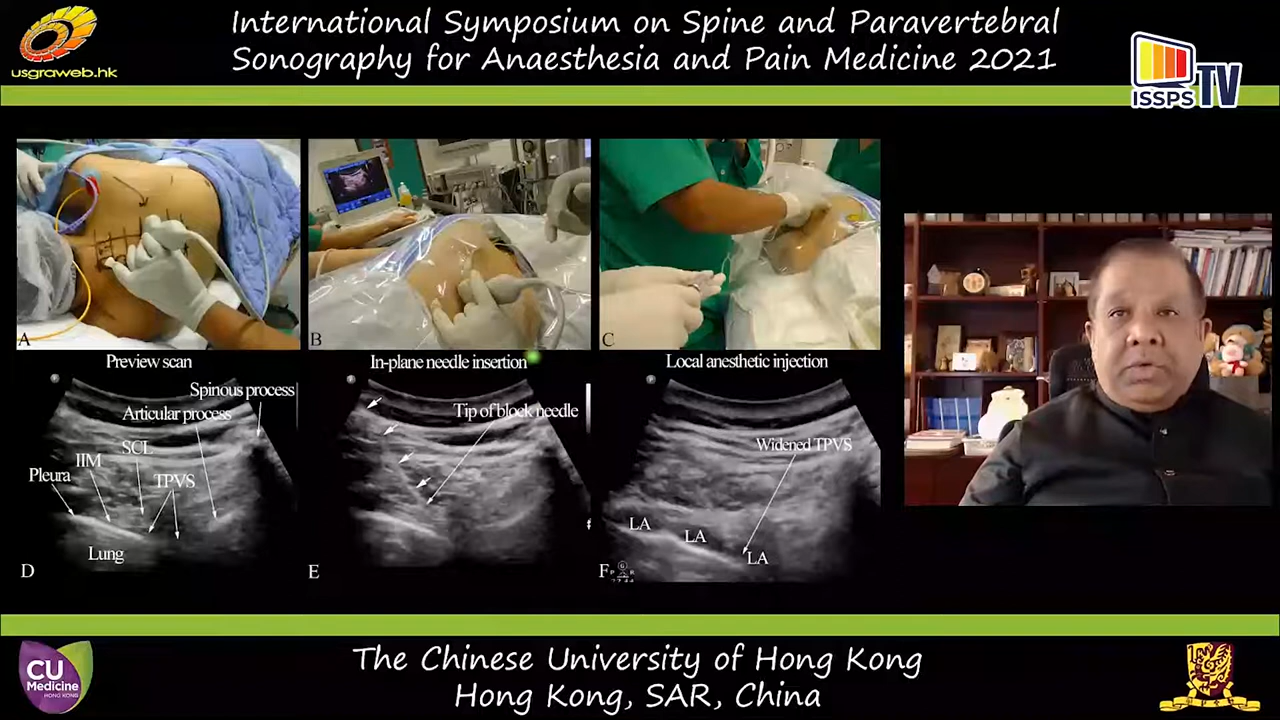 International Symposium on Spine and Paravertebral
Sonography for Anaesthesia and Pain Medicine 2021
usgraweb.hk
ISSPS TV
A
B
C
Preview scan
In-plane needle insertion
Local anesthetic injection
Spinous process
Articular process
SCL
IIM
Pleura
TPVS
Lung
D
Tip of block needle
E
Widened TPVS
LA
LA
LA
F
The Chinese University of Hong Kong
Hong Kong, SAR, China
CU
Medicine
HONG KONG